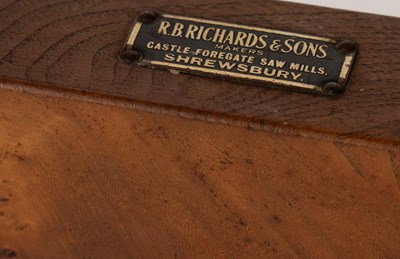 R.B.RICHARDS & SONS
MAKERS
CASTLE-FOREGATE SAW MILLS.
SHREWSBURY.